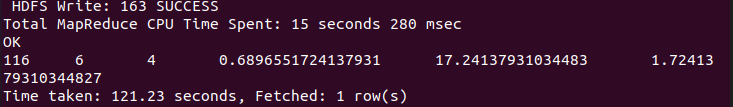 HDFS Write: 163 SUCCESS
Total MapReduce CPU Time Spent: 15 seconds 280 msec
OK
116	6	4	0.6896551724137931	17.24137931034483	1.72413
79310344827
Time taken: 121.23 seconds, Fetched: 1 row(s)